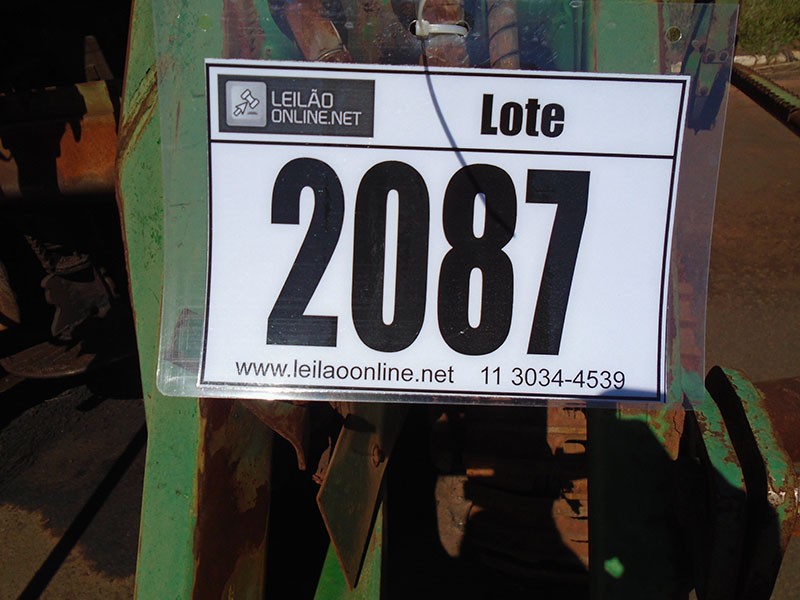 LEILÃO
ONLINE.NET
Lote
2087
www.leilaoonline.net 11 3034-4539